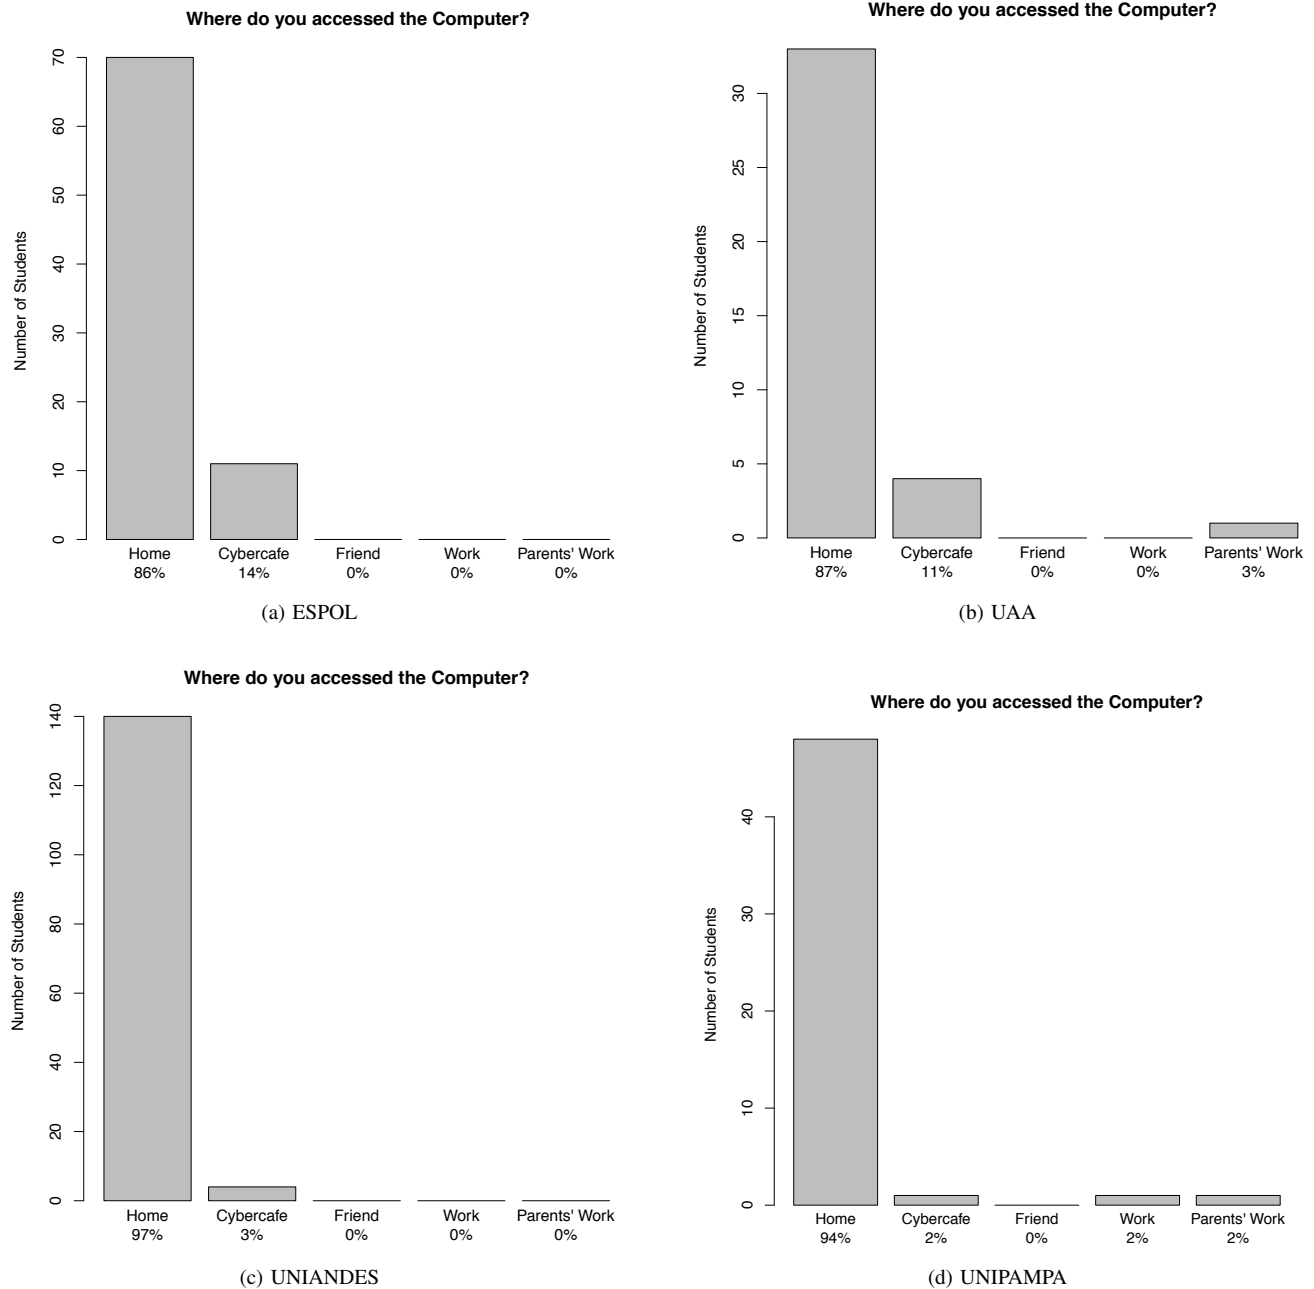 Where do you accessed the Computer?
Number of Students
70
60
50
40
30
20
10
0
Home Cybercafe Friend Work Parents' Work
86% 14% 0% 0% 0%
(a) ESPOL
Where do you accessed the Computer?
Number of Students
30
25
20
15
10
5
0
Home Cybercafe Friend Work Parents' Work
87% 11% 0% 0% 3%
(b) UAA
Where do you accessed the Computer?
Number of Students
140
120
100
80
60
40
20
0
Home Cybercafe Friend Work Parents' Work
97% 3% 0% 0% 0%
(c) UNIANDES
Where do you accessed the Computer?
Number of Students
40
30
20
10
0
Home Cybercafe Friend Work Parents' Work
94% 2% 0% 2% 2%
(d) UNIPAMPA